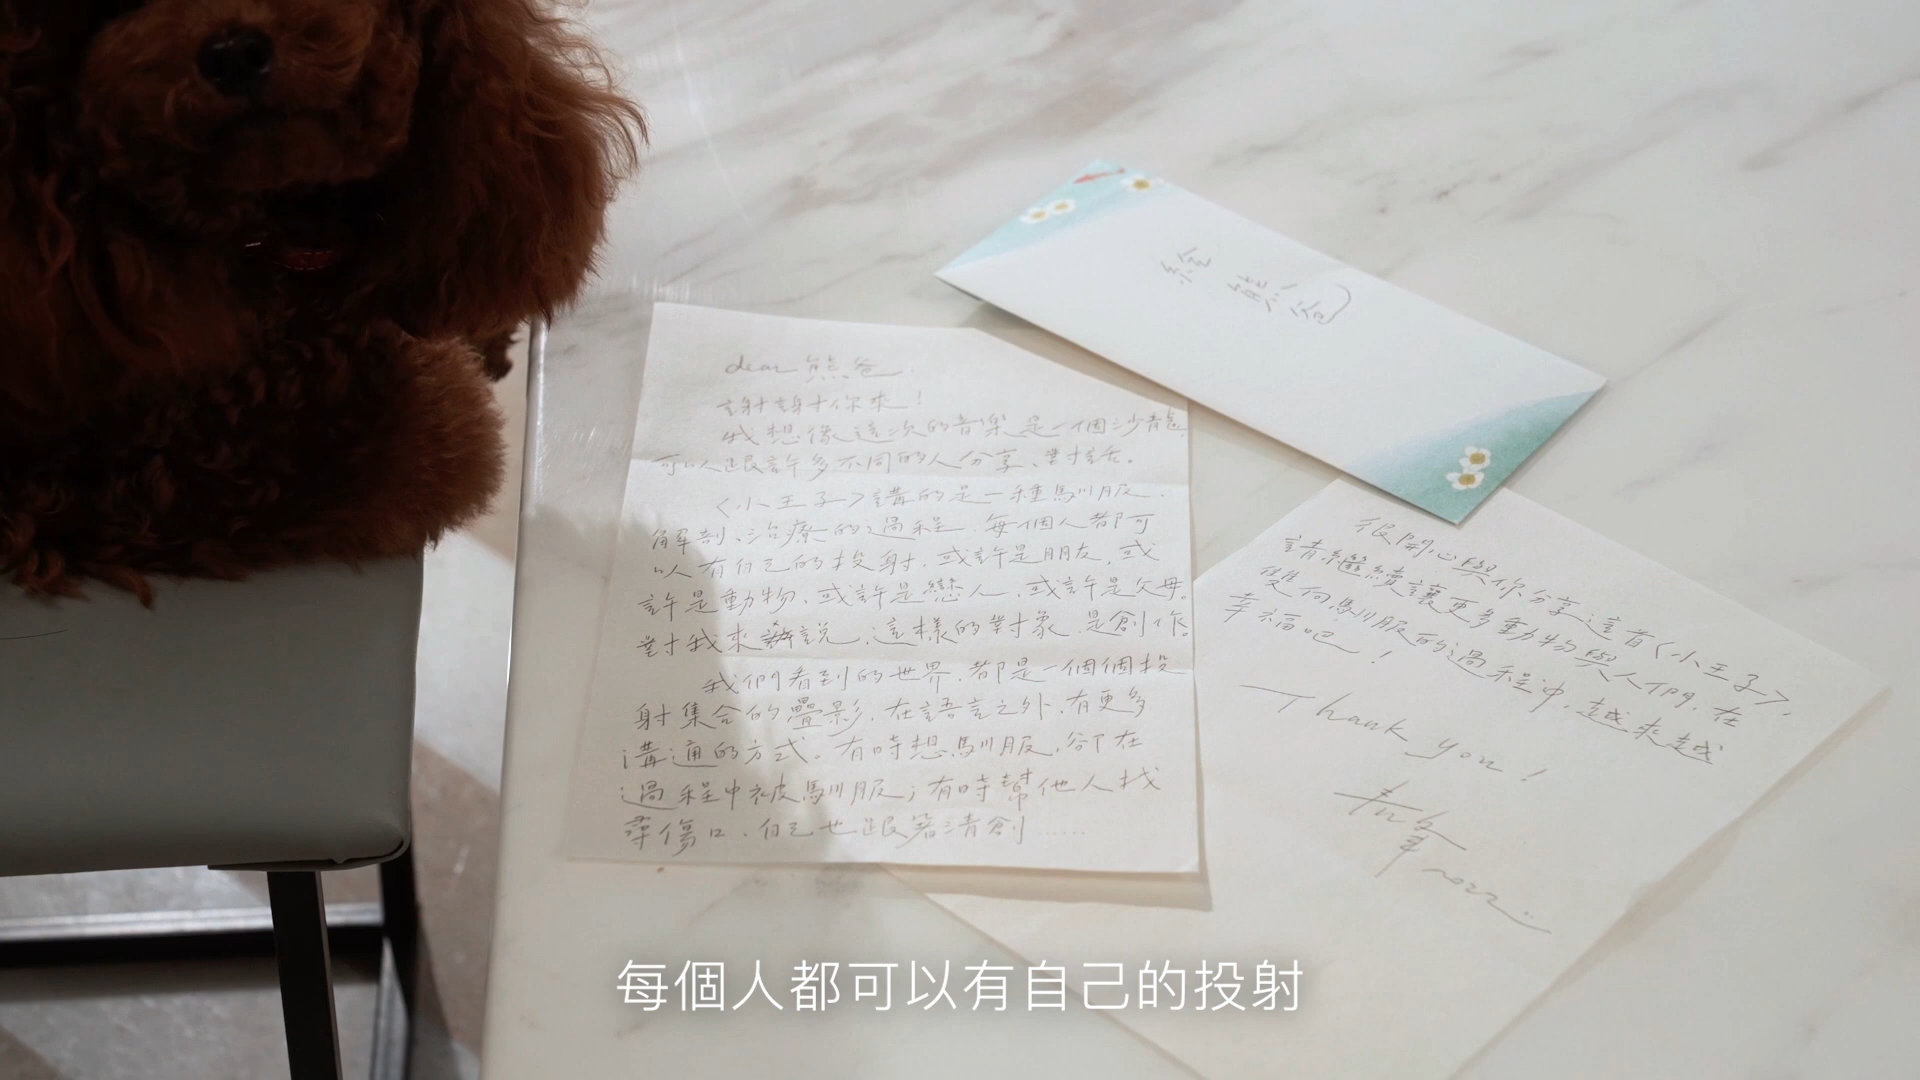 給 熊爸
dear 熊爸.
謝謝你來！
我想像這次的音樂是一個沙龍,
可以跟許多不同的人分享、對話。
〈小王子〉講的是一種馴服.
解剖、治療的過程. 每個人都可
以有自己的投射. 或許是朋友, 或
許是動物. 或許是戀人, 或許是父母。
對我來說, 這樣的對象, 是創作。
我們看到的世界, 都是一個個投
射集合的疊影, 在語言之外, 有更多
溝通的方式。有時想馴服, 卻在
過程中被馴服; 有時幫他人找
尋傷口. 自己也跟著清創......
很開心與你分享這首〈小王子〉,
請繼續讓更多動物與人們, 在
雙向馴服的過程中, 越來越
幸福吧!
Thank you!
每個人都可以有自己的投射